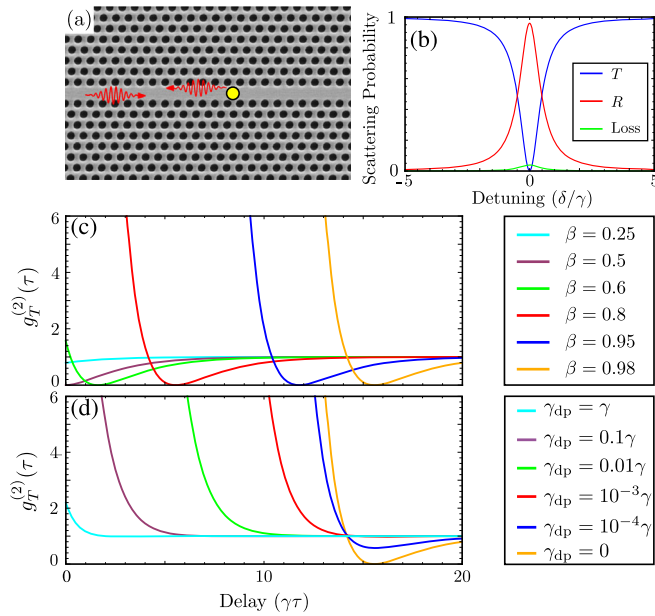 (a)
(b)
Scattering Probability
1
0
-5
0
5
Detuning (δ/γ)
T
R
Loss
(c)
g_T^{(2)}(τ)
6
4
2
0
β = 0.25
β = 0.5
β = 0.6
β = 0.8
β = 0.95
β = 0.98
(d)
g_T^{(2)}(τ)
6
4
2
0
0
10
20
Delay (γτ)
γ_dp = γ
γ_dp = 0.1γ
γ_dp = 0.01γ
γ_dp = 10^{-3}γ
γ_dp = 10^{-4}γ
γ_dp = 0